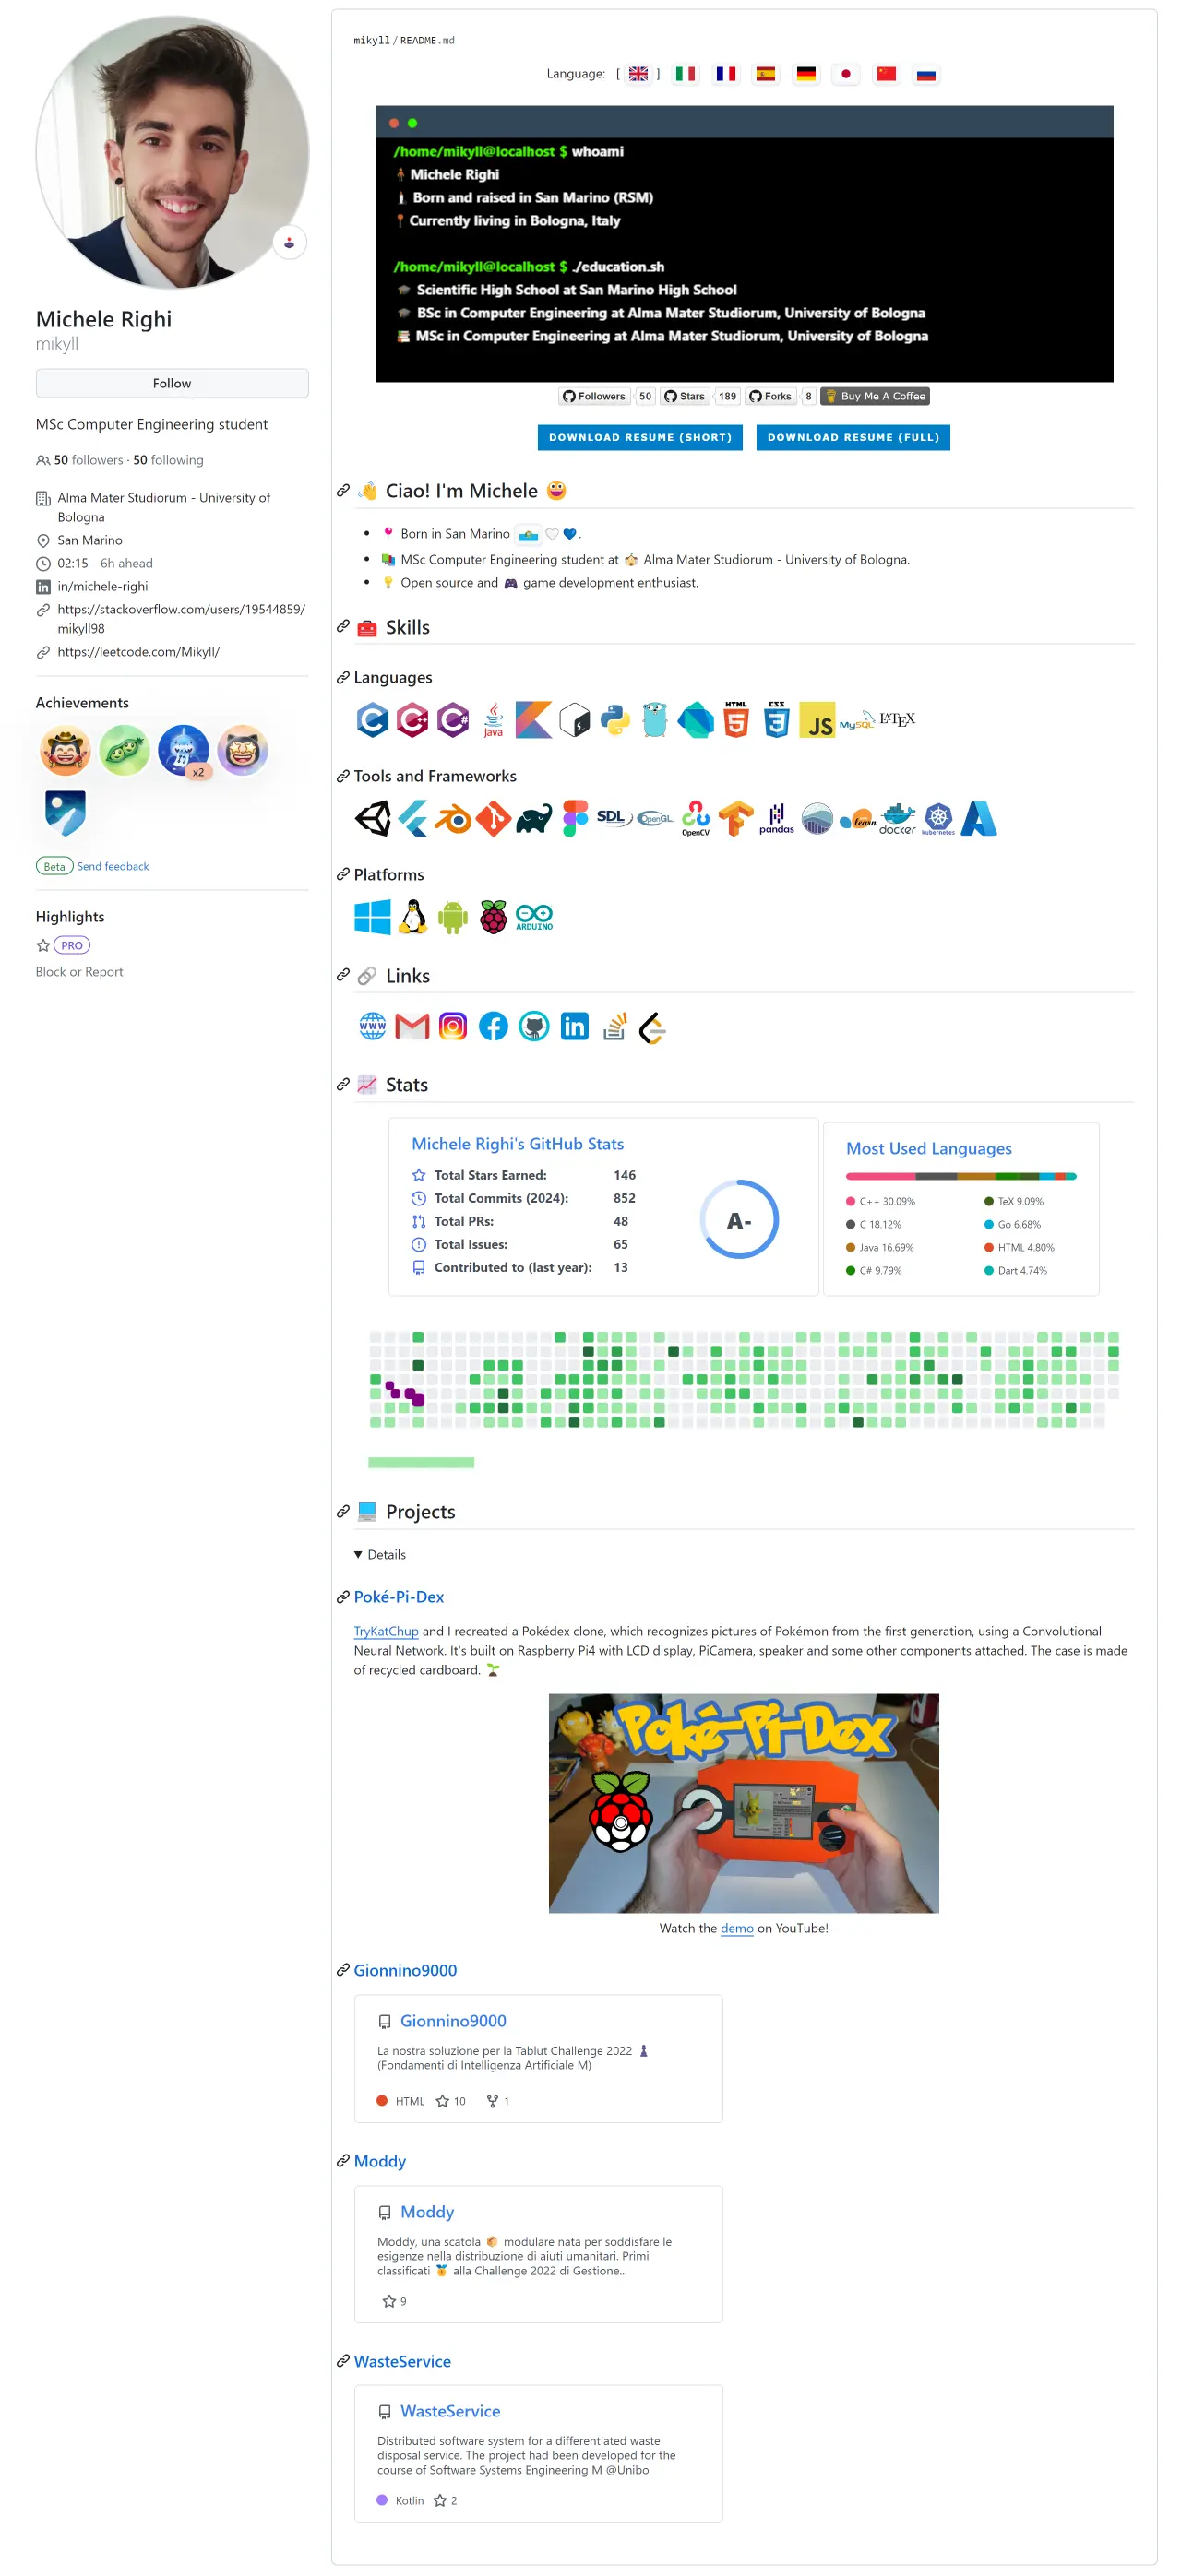 Michele Righi
mikyll
Follow
MSc Computer Engineering student
50 followers · 50 following
Alma Mater Studiorum - University of
Bologna
San Marino
02:15 - 6h ahead
in/michele-righi
https://stackoverflow.com/users/19544859/
mikyll98
https://leetcode.com/Mikyll/
Achievements
x2
Beta Send feedback
Highlights
PRO
Block or Report
mikyll/README.md
Language: [ ]
/home/mikyll@localhost $ whoami
Michele Righi
Born and raised in San Marino (RSM)
Currently living in Bologna, Italy
/home/mikyll@localhost $ ./education.sh
Scientific High School at San Marino High School
BSc in Computer Engineering at Alma Mater Studiorum, University of Bologna
MSc in Computer Engineering at Alma Mater Studiorum, University of Bologna
Followers 50 Stars 189 Forks 8 Buy Me A Coffee
DOWNLOAD RESUME (SHORT) DOWNLOAD RESUME (FULL)
Ciao! I'm Michele
Born in San Marino .
MSc Computer Engineering student at Alma Mater Studiorum - University of Bologna.
Open source and game development enthusiast.
Skills
Languages
C C++ C# Java $ HTML 5 CSS 3 JS MySQL LATEX
Tools and Frameworks
SDL OpenGL OpenCV pandas learn docker kubernetes
Platforms
ARDUINO
Links
WWW in
Stats
Michele Righi's GitHub Stats
Total Stars Earned: 146
Total Commits (2024): 852
Total PRs: 48
Total Issues: 65
Contributed to (last year): 13
A-
Most Used Languages
C++ 30.09% TeX 9.09%
C 18.12% Go 6.68%
Java 16.69% HTML 4.80%
C# 9.79% Dart 4.74%
Projects
Details
Poké-Pi-Dex
TryKatChup and I recreated a Pokédex clone, which recognizes pictures of Pokémon from the first generation, using a Convolutional
Neural Network. It's built on Raspberry Pi4 with LCD display, PiCamera, speaker and some other components attached. The case is made
of recycled cardboard.
Poké-Pi-Dex
Watch the demo on YouTube!
Gionnino9000
Gionnino9000
La nostra soluzione per la Tablut Challenge 2022
(Fondamenti di Intelligenza Artificiale M)
HTML 10 1
Moddy
Moddy
Moddy, una scatola modulare nata per soddisfare le
esigenze nella distribuzione di aiuti umanitari. Primi
classificati alla Challenge 2022 di Gestione...
9
WasteService
WasteService
Distributed software system for a differentiated waste
disposal service. The project had been developed for the
course of Software Systems Engineering M @Unibo
Kotlin 2